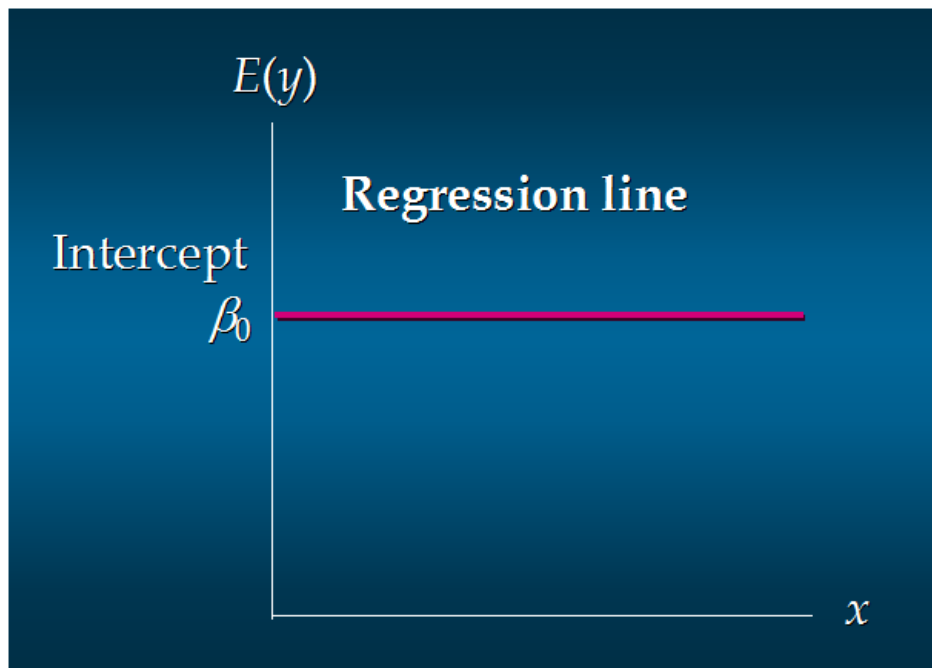 E(y)
Regression line
Intercept
β₀
x